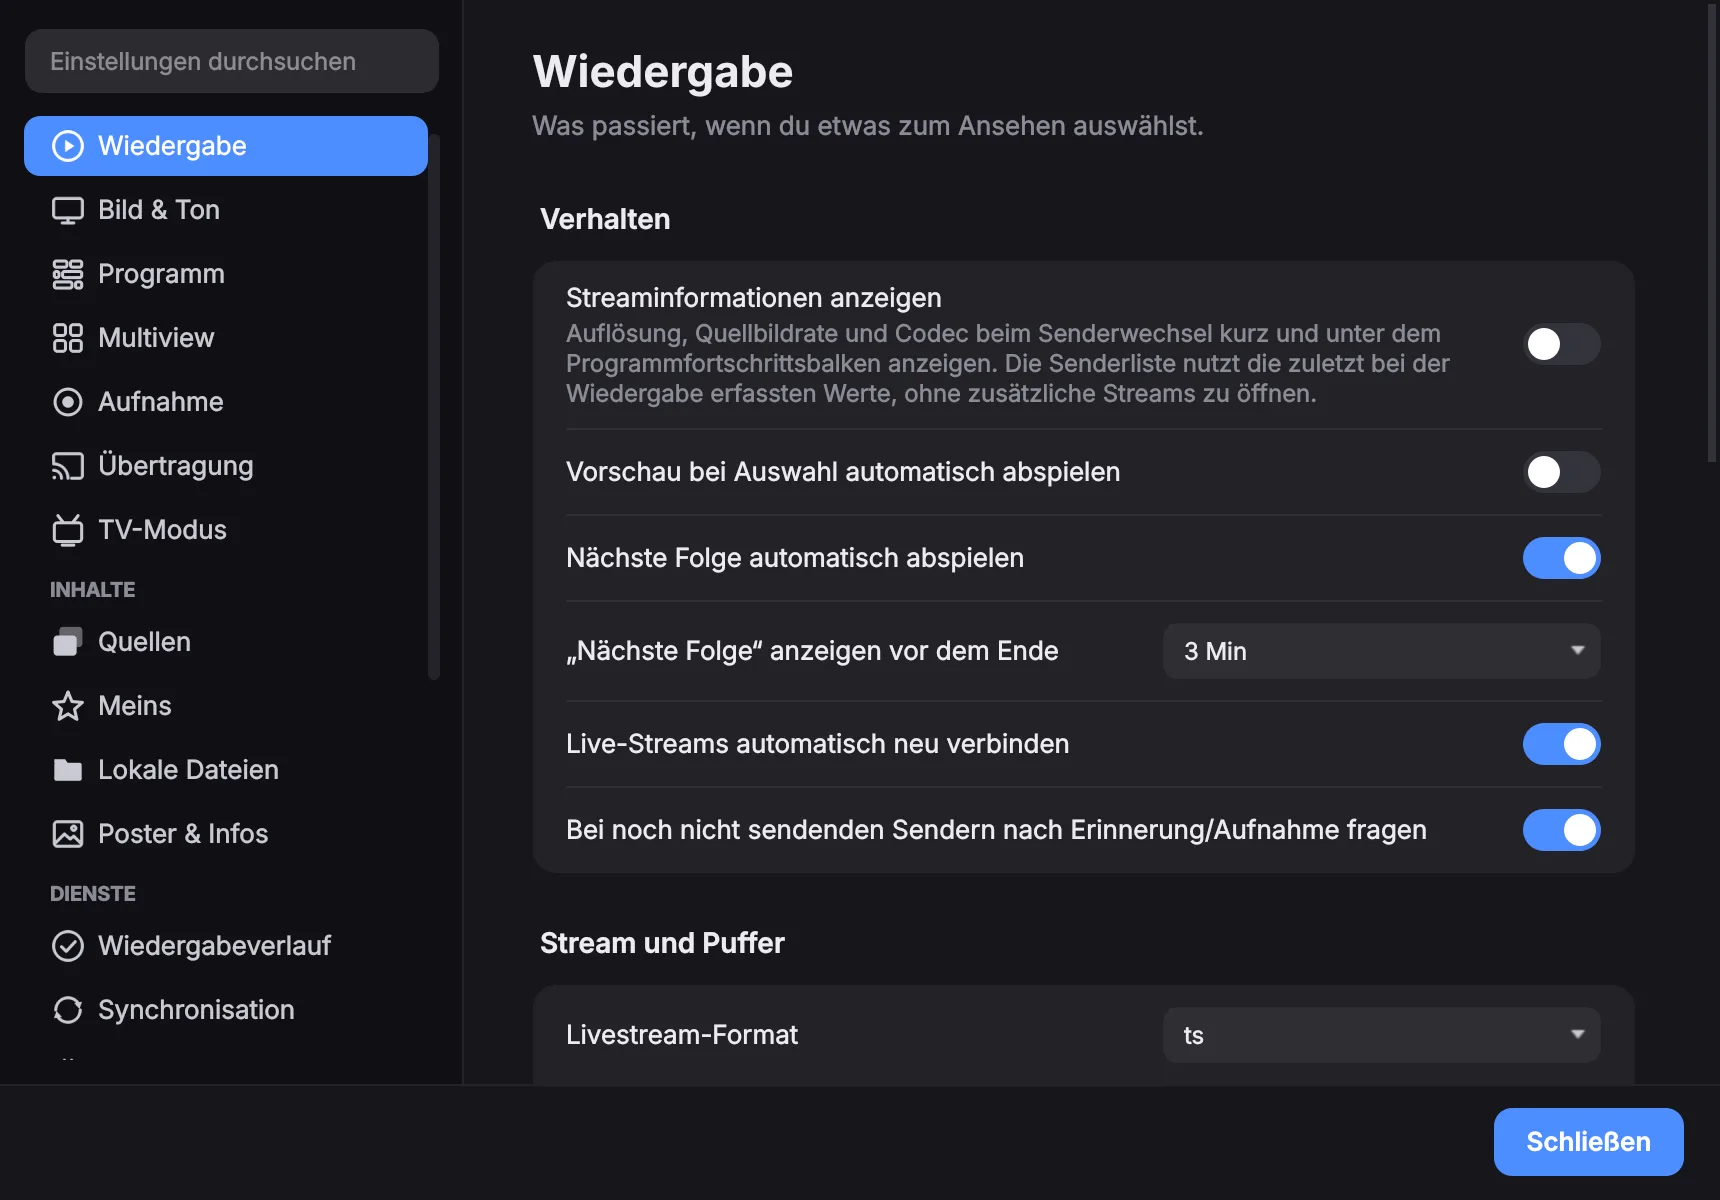 Einstellungen durchsuchen
Wiedergabe
Bild & Ton
Programm
Multiview
Aufnahme
Übertragung
TV-Modus
INHALTE
Quellen
Meins
Lokale Dateien
Poster & Infos
DIENSTE
Wiedergabeverlauf
Synchronisation
Wiedergabe
Was passiert, wenn du etwas zum Ansehen auswählst.
Verhalten
Streaminformationen anzeigen
Auflösung, Quellbildrate und Codec beim Senderwechsel kurz und unter dem
Programmfortschrittsbalken anzeigen. Die Senderliste nutzt die zuletzt bei der
Wiedergabe erfassten Werte, ohne zusätzliche Streams zu öffnen.
Vorschau bei Auswahl automatisch abspielen
Nächste Folge automatisch abspielen
„Nächste Folge“ anzeigen vor dem Ende
3 Min
Live-Streams automatisch neu verbinden
Bei noch nicht sendenden Sendern nach Erinnerung/Aufnahme fragen
Stream und Puffer
Livestream-Format
ts
Schließen